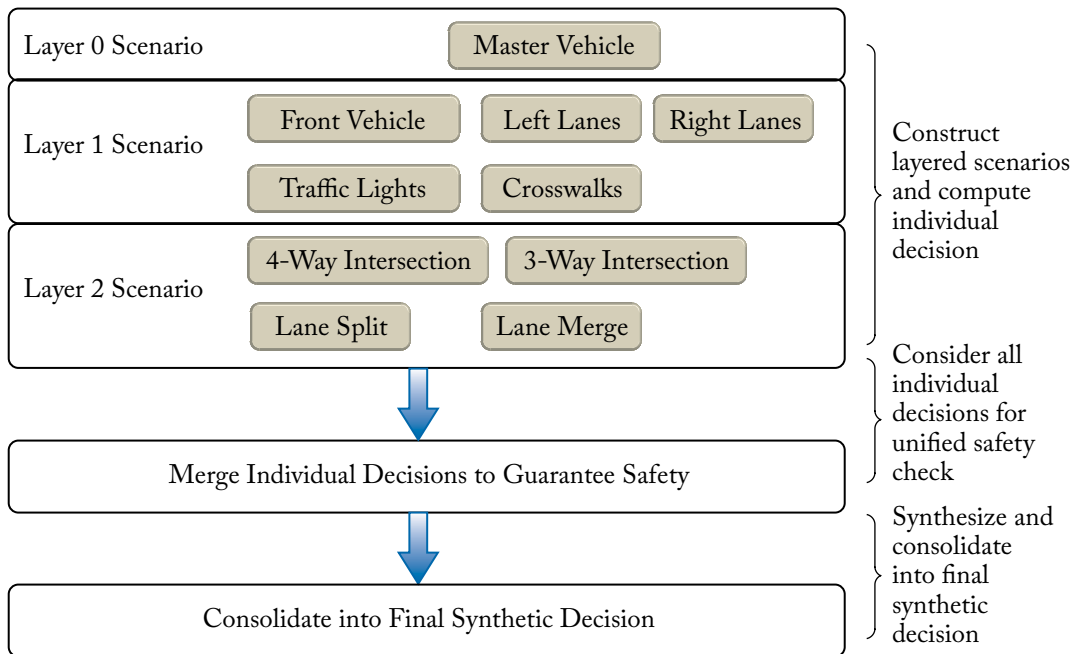 Layer 0 Scenario
Master Vehicle
Layer 1 Scenario
Front Vehicle
Left Lanes
Right Lanes
Traffic Lights
Crosswalks
Layer 2 Scenario
4-Way Intersection
3-Way Intersection
Lane Split
Lane Merge
Construct
layered scenarios
and compute
individual
decision
Merge Individual Decisions to Guarantee Safety
Consider all
individual
decisions for
unified safety
check
Consolidate into Final Synthetic Decision
Synthesize and
consolidate
into final
synthetic
decision